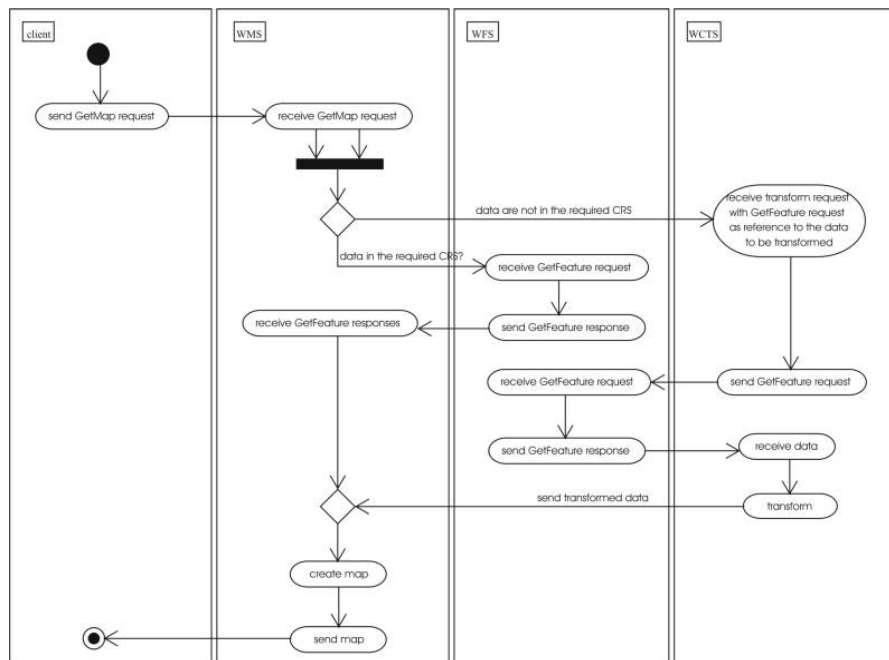 client
WMS
WFS
WCTS
send GetMap request
receive GetMap request
receive transform request
with GetFeature request
as reference to the data
to be transformed
data are not in the required CRS
data in the required CRS?
receive GetFeature request
receive GetFeature responses
send GetFeature response
receive GetFeature request
send GetFeature request
send GetFeature response
receive data
send transformed data
transform
create map
send map